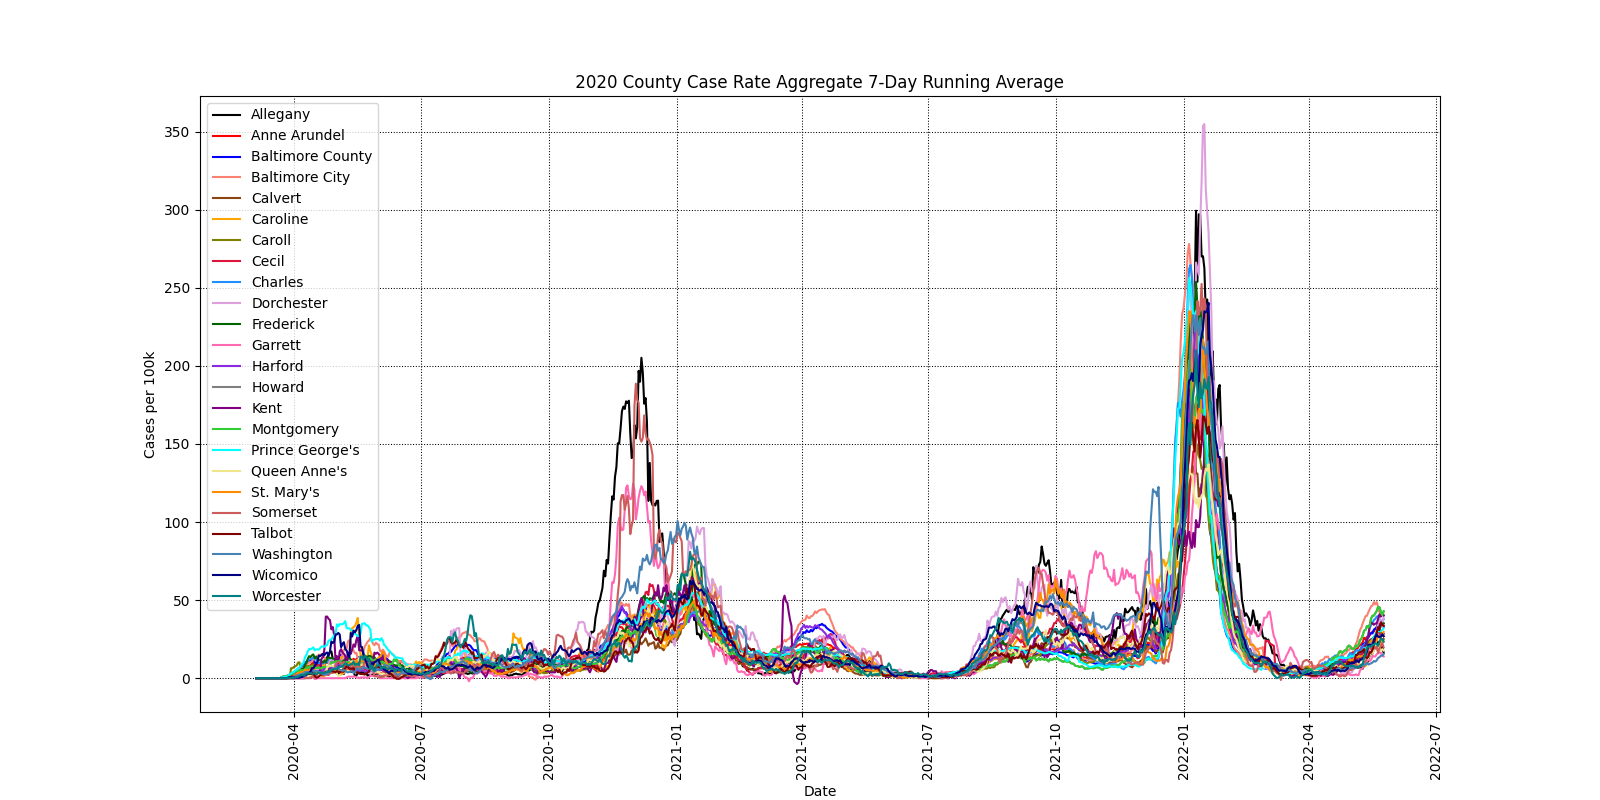 2020 County Case Rate Aggregate 7-Day Running Average
Allegany
Anne Arundel
Baltimore County
Baltimore City
Calvert
Caroline
Caroll
Cecil
Charles
Dorchester
Frederick
Garrett
Harford
Howard
Kent
Montgomery
Prince George's
Queen Anne's
St. Mary's
Somerset
Talbot
Washington
Wicomico
Worcester
Cases per 100k
350
300
250
200
150
100
50
0
2020-04
2020-07
2020-10
2021-01
2021-04
2021-07
2021-10
2022-01
2022-04
2022-07
Date